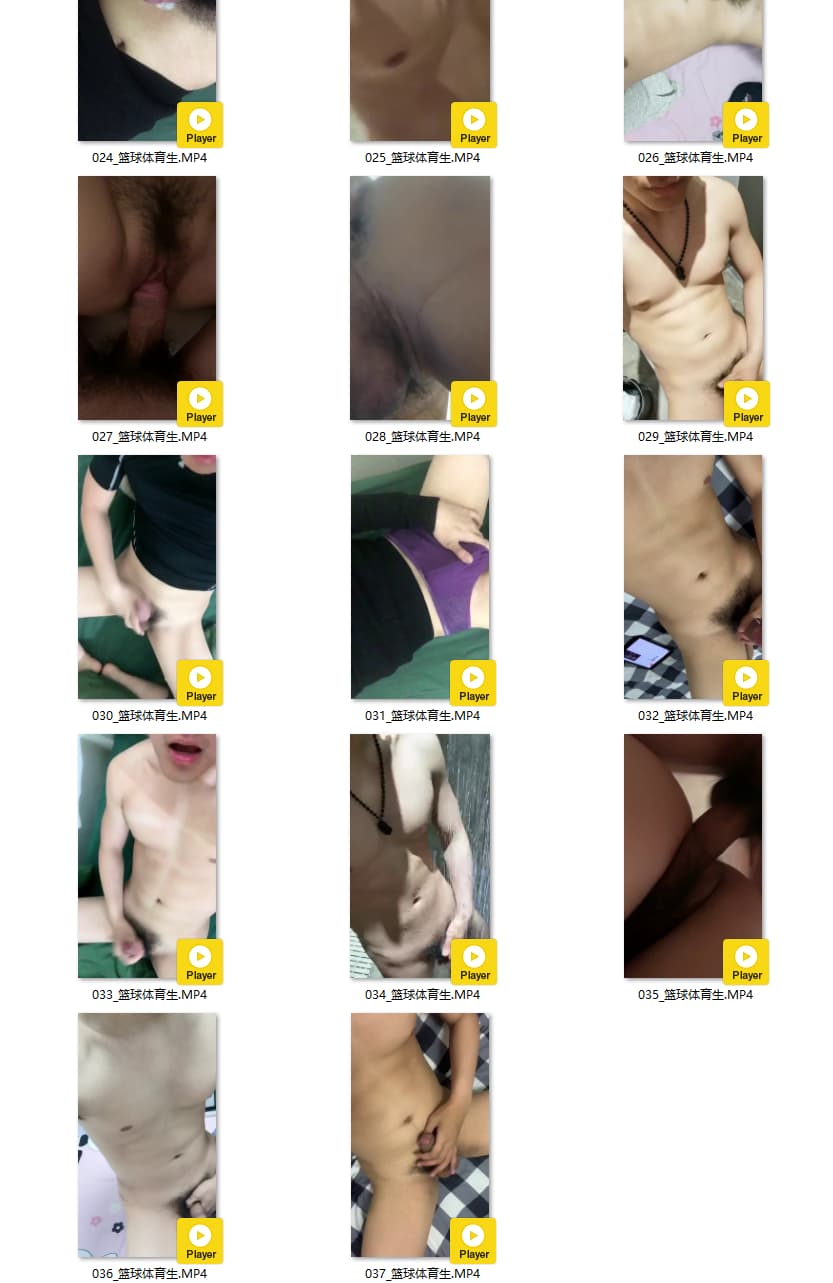 Player
024_篮球体育生.MP4
Player
025_篮球体育生.MP4
Player
026_篮球体育生.MP4
Player
027_篮球体育生.MP4
Player
028_篮球体育生.MP4
Player
029_篮球体育生.MP4
Player
030_篮球体育生.MP4
Player
031_篮球体育生.MP4
Player
032_篮球体育生.MP4
Player
033_篮球体育生.MP4
Player
034_篮球体育生.MP4
Player
035_篮球体育生.MP4
Player
036_篮球体育生.MP4
Player
037_篮球体育生.MP4